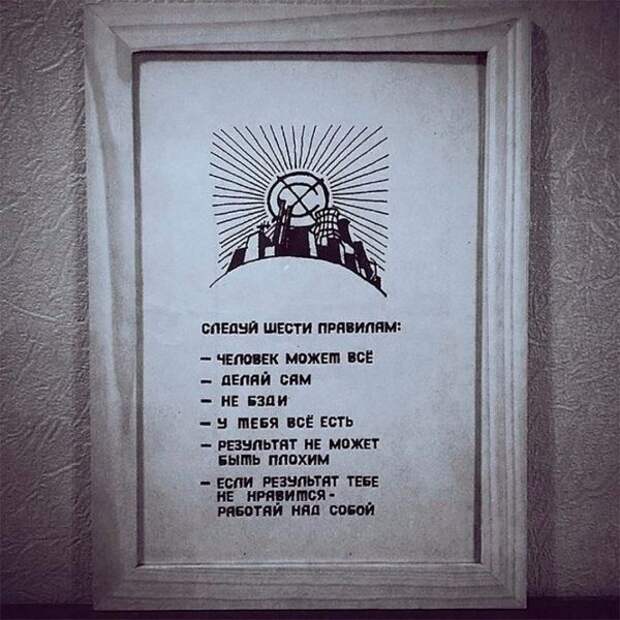 СЛЕДУЙ ШЕСТИ ПРАВИЛАМ:
— ЧЕЛОВЕК МОЖЕТ ВСЁ
— ДЕЛАЙ САМ
— НЕ БЗДИ
— У ТЕБЯ ВСЁ ЕСТЬ
— РЕЗУЛЬТАТ НЕ МОЖЕТ
БЫТЬ ПЛОХИМ
— ЕСЛИ РЕЗУЛЬТАТ ТЕБЕ
НЕ НРАВИТСЯ -
РАБОТАЙ НАД СОБОЙ